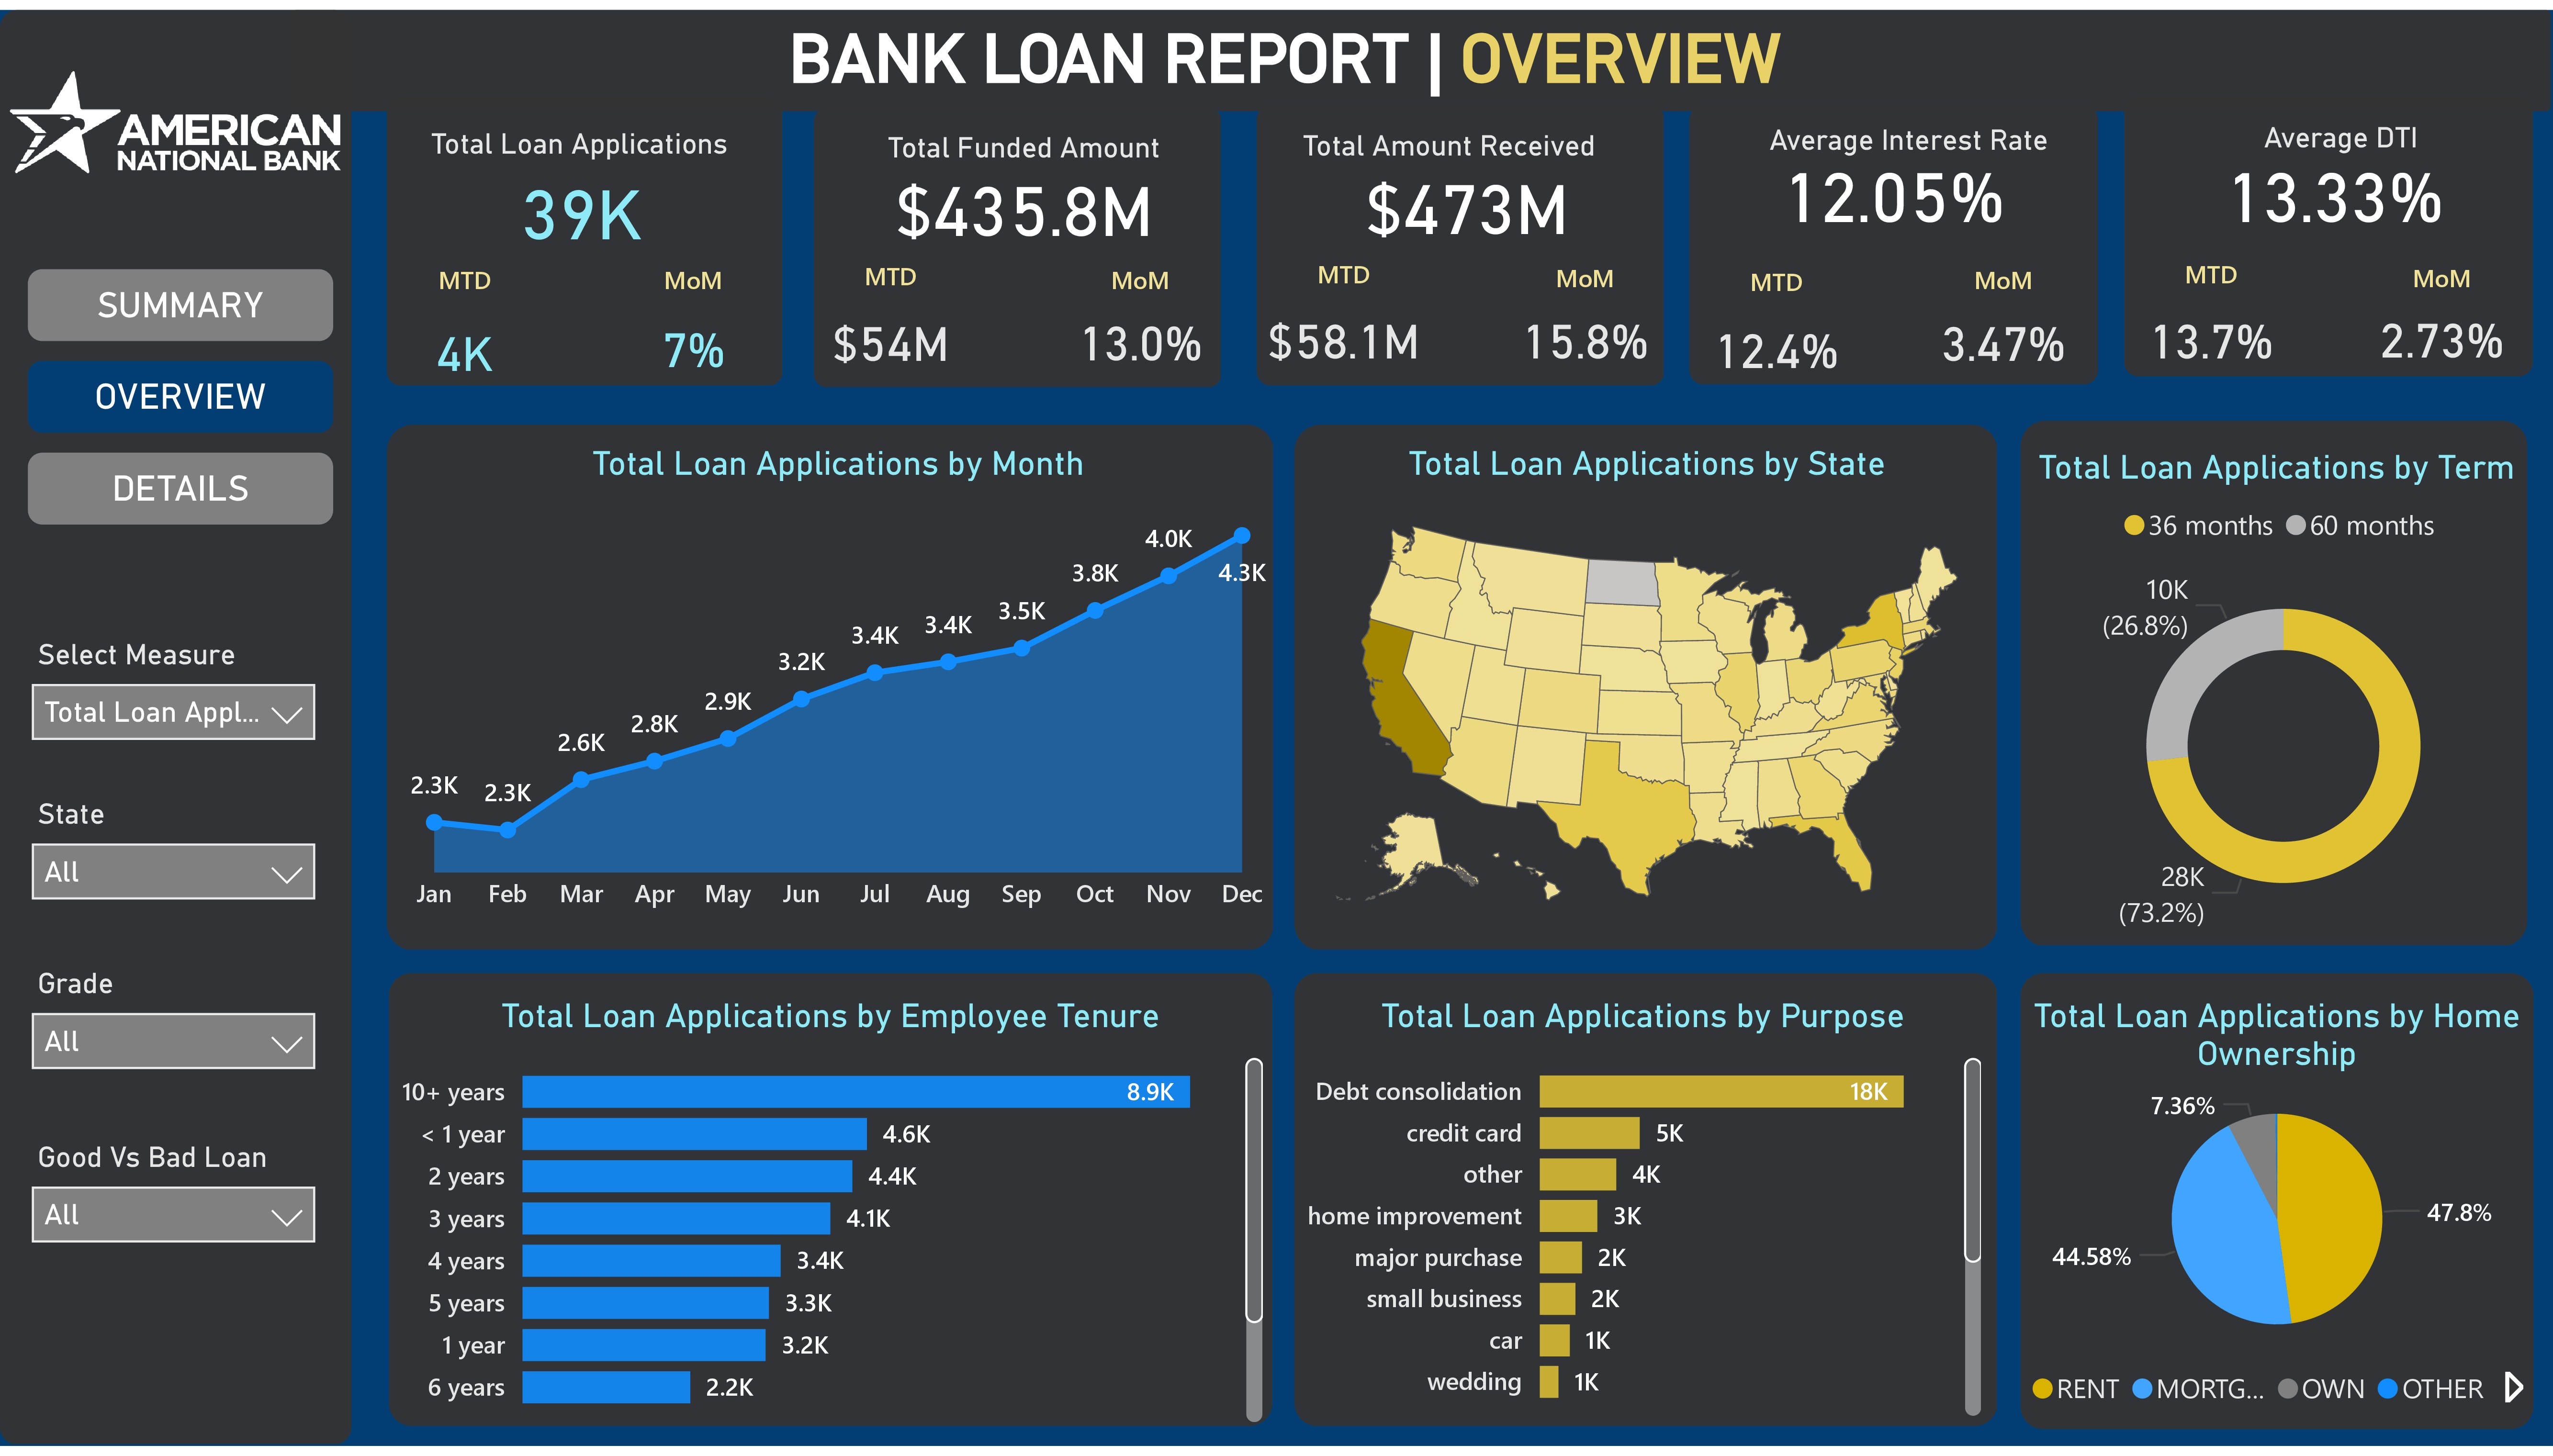 BANK LOAN REPORT | OVERVIEW
AMERICAN
NATIONAL BANK
SUMMARY
OVERVIEW
DETAILS
Select Measure
Total Loan Appl...
State
All
Grade
All
Good Vs Bad Loan
All
Total Loan Applications
39K
MTD MoM
4K 7%
Total Funded Amount
$435.8M
MTD MoM
$54M 13.0%
Total Amount Received
$473M
MTD MoM
$58.1M 15.8%
Average Interest Rate
12.05%
MTD MoM
12.4% 3.47%
Average DTI
13.33%
MTD MoM
13.7% 2.73%
Total Loan Applications by Month
2.3K 2.3K 2.6K 2.8K 2.9K 3.2K 3.4K 3.4K 3.5K 3.8K 4.0K 4.3K
Jan Feb Mar Apr May Jun Jul Aug Sep Oct Nov Dec
Total Loan Applications by State
Total Loan Applications by Term
36 months 60 months
10K
(26.8%)
28K
(73.2%)
Total Loan Applications by Employee Tenure
10+ years 8.9K
< 1 year 4.6K
2 years 4.4K
3 years 4.1K
4 years 3.4K
5 years 3.3K
1 year 3.2K
6 years 2.2K
Total Loan Applications by Purpose
Debt consolidation 18K
credit card 5K
other 4K
home improvement 3K
major purchase 2K
small business 2K
car 1K
wedding 1K
Total Loan Applications by Home
Ownership
7.36%
47.8%
44.58%
RENT MORTG... OWN OTHER